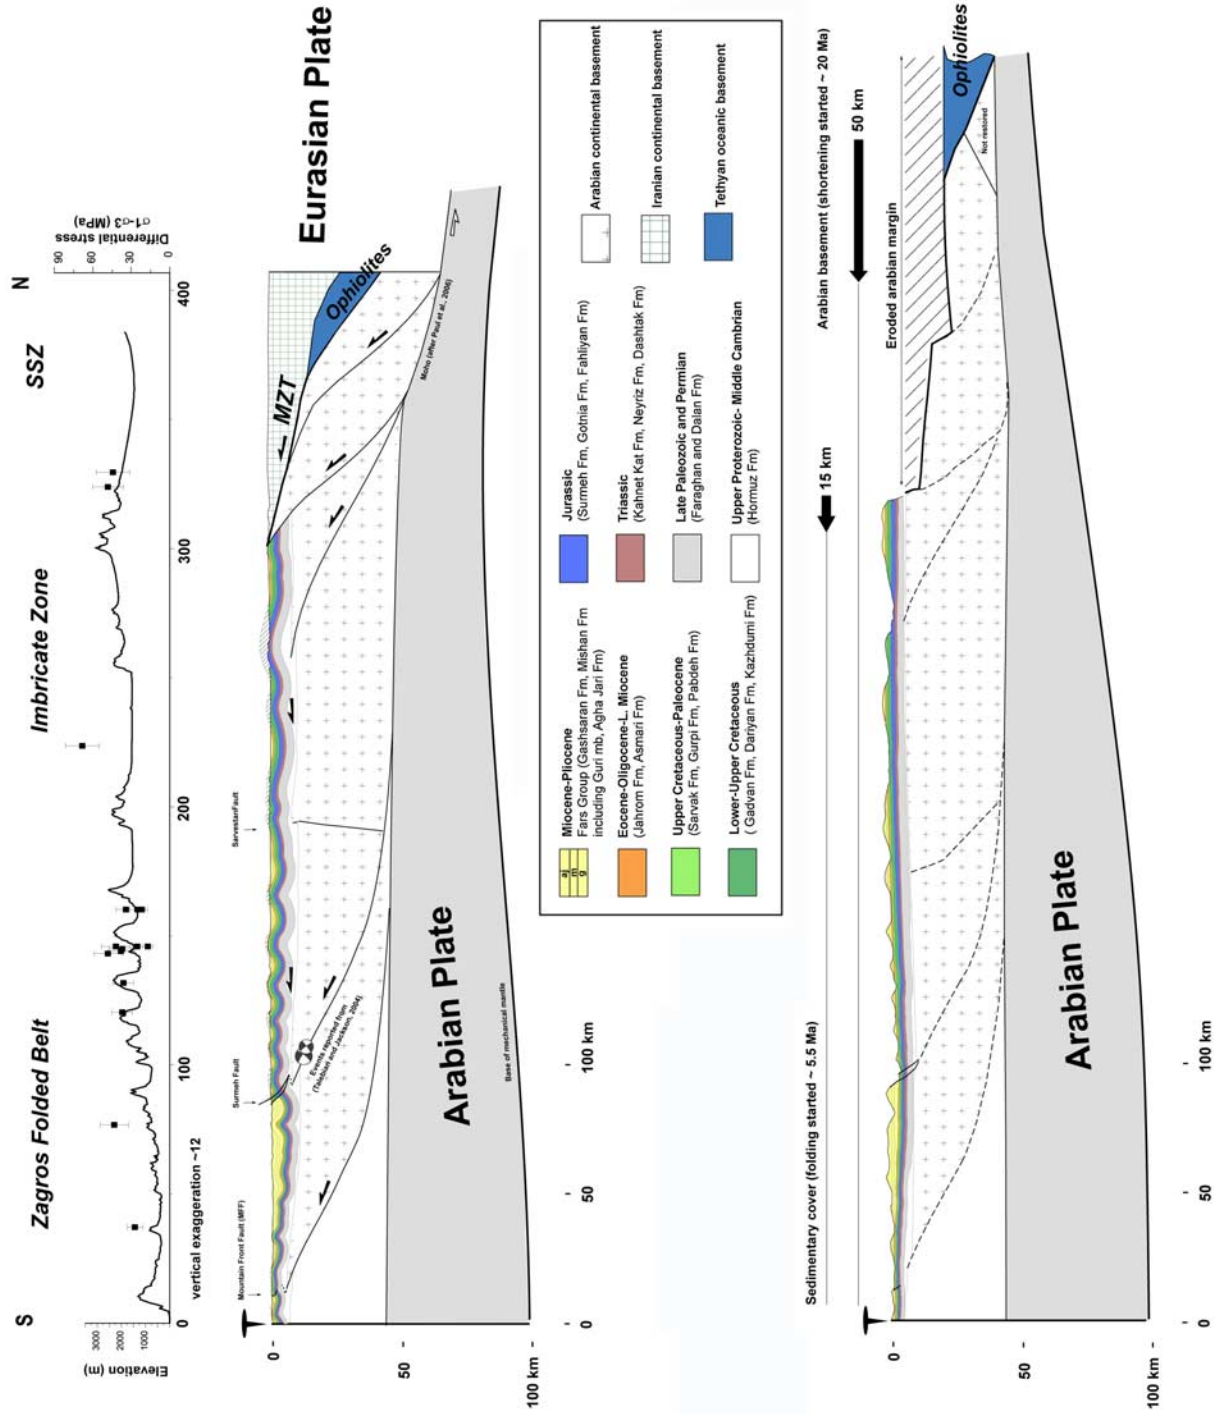 S
N
Zagros Folded Belt
Imbricate Zone
SSZ
Elevation (m)
3000
2000
1000
Differential stress
σ1-σ3 (MPa)
90
60
30
0
0
100
200
300
400
vertical exaggeration ~12
Mountain Front Fault (MFF)
Surmeh Fault
SarvestanFault
MZT
Ophiolites
Eurasian Plate
Events reported from
(Talebian and Jackson, 2004)
Moho (after Paul et al., 2006)
Arabian Plate
Base of mechanical mantle
0 -
50 -
100 km -
0
50
100 km
aj
m
g
Miocene-Pliocene
Fars Group (Gashsaran Fm, Mishan Fm
including Guri mb, Agha Jari Fm)
Eocene-Oligocene-L. Miocene
(Jahrom Fm, Asmari Fm)
Upper Cretaceous-Paleocene
(Sarvak Fm, Gurpi Fm, Pabdeh Fm)
Lower-Upper Cretaceous
( Gadvan Fm, Dariyan Fm, Kazhdumi Fm)
Jurassic
(Surmeh Fm, Gotnia Fm, Fahliyan Fm)
Triassic
(Kahnet Kat Fm, Neyriz Fm, Dashtak Fm)
Late Paleozoic and Permian
(Faraghan and Dalan Fm)
Upper Proterozoic- Middle Cambrian
(Hormuz Fm)
Arabian continental basement
Iranian continental basement
Tethyan oceanic basement
Sedimentary cover (folding started ~ 5.5 Ma)
15 km
Arabian basement (shortening started ~ 20 Ma)
50 km
Eroded arabian margin
Ophiolites
Not restored
Arabian Plate
0 -
50 -
100 km -
0
50
100 km